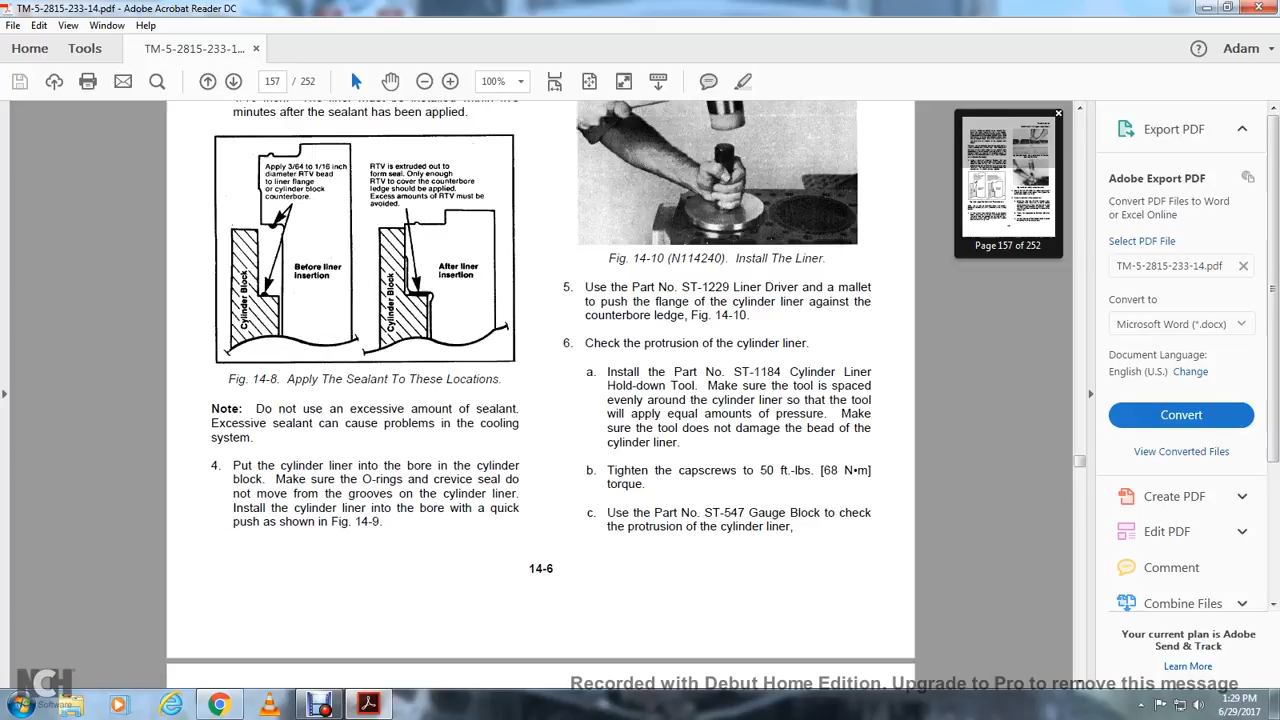 TM-5-2815-233-14.pdf - Adobe Acrobat Reader DC
File Edit View Window Help
Home Tools TM-5-2815-233-1... × Adam
157 / 252 100%
minutes after the sealant has been applied.
Apply 3/64 to 1/16 inch
diameter RTV bead
to liner flange
or cylinder block
counterbore.
RTV is extruded out to
form seal. Only enough
RTV to cover the counterbore
ledge should be applied.
Excess amounts of RTV must be
avoided.
Cylinder Block
Before liner
insertion
Cylinder Block
After liner
insertion
Fig. 14-8. Apply The Sealant To These Locations.
Note: Do not use an excessive amount of sealant.
Excessive sealant can cause problems in the cooling
system.
4. Put the cylinder liner into the bore in the cylinder
block. Make sure the O-rings and crevice seal do
not move from the grooves on the cylinder liner.
Install the cylinder liner into the bore with a quick
push as shown in Fig. 14-9.
Fig. 14-10 (N114240). Install The Liner.
5. Use the Part No. ST-1229 Liner Driver and a mallet
to push the flange of the cylinder liner against the
counterbore ledge, Fig. 14-10.
6. Check the protrusion of the cylinder liner.
a. Install the Part No. ST-1184 Cylinder Liner
Hold-down Tool. Make sure the tool is spaced
evenly around the cylinder liner so that the tool
will apply equal amounts of pressure. Make
sure the tool does not damage the bead of the
cylinder liner.
b. Tighten the capscrews to 50 ft.-lbs. [68 N•m]
torque.
c. Use the Part No. ST-547 Gauge Block to check
the protrusion of the cylinder liner,
14-6
Page 157 of 252
Export PDF
Adobe Export PDF
Convert PDF Files to Word
or Excel Online
Select PDF File
TM-5-2815-233-14.pdf
Convert to
Microsoft Word (*.docx)
Document Language:
English (U.S.) Change
Convert
View Converted Files
Create PDF
Edit PDF
Comment
Combine Files
Your current plan is Adobe
Send & Track
Learn More
NCH
Recorded with Debut Home Edition. Upgrade to Pro to remove this message
1:29 PM
6/29/2017